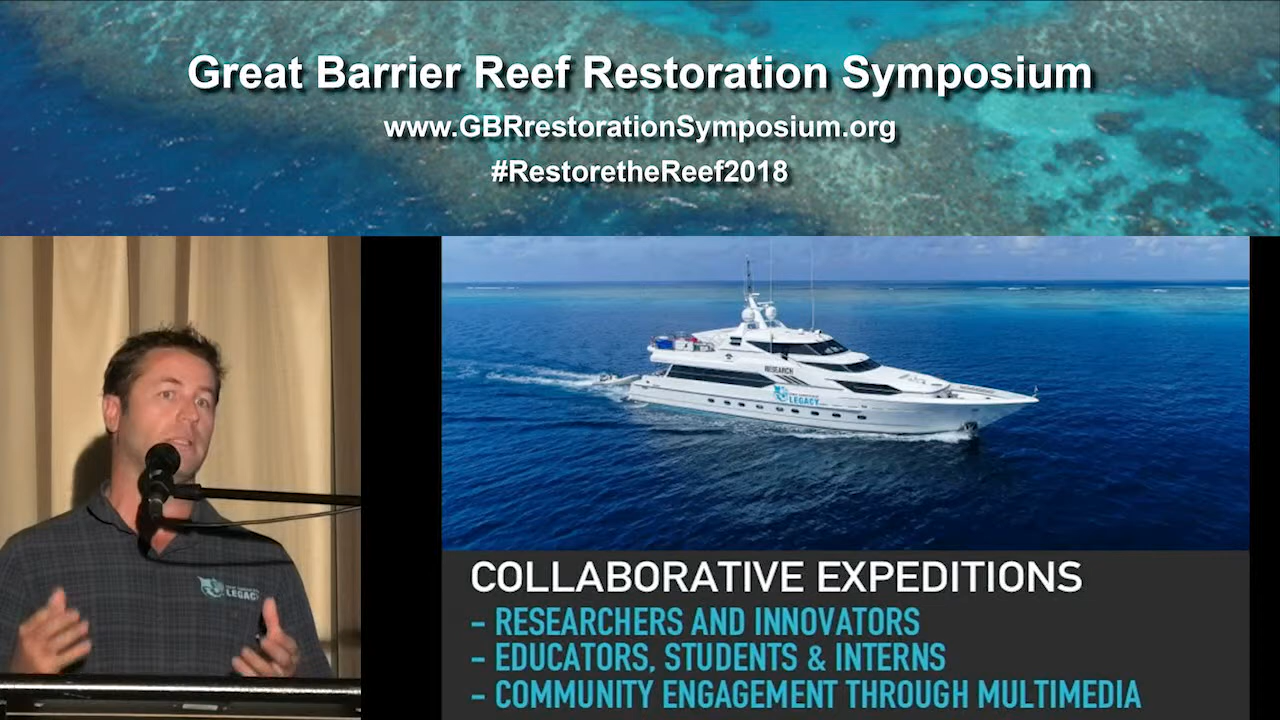 Great Barrier Reef Restoration Symposium
www.GBRrestorationSymposium.org
#RestoretheReef2018
RESEARCH
LEGACY
LEGACY
COLLABORATIVE EXPEDITIONS
- RESEARCHERS AND INNOVATORS
- EDUCATORS, STUDENTS & INTERNS
- COMMUNITY ENGAGEMENT THROUGH MULTIMEDIA